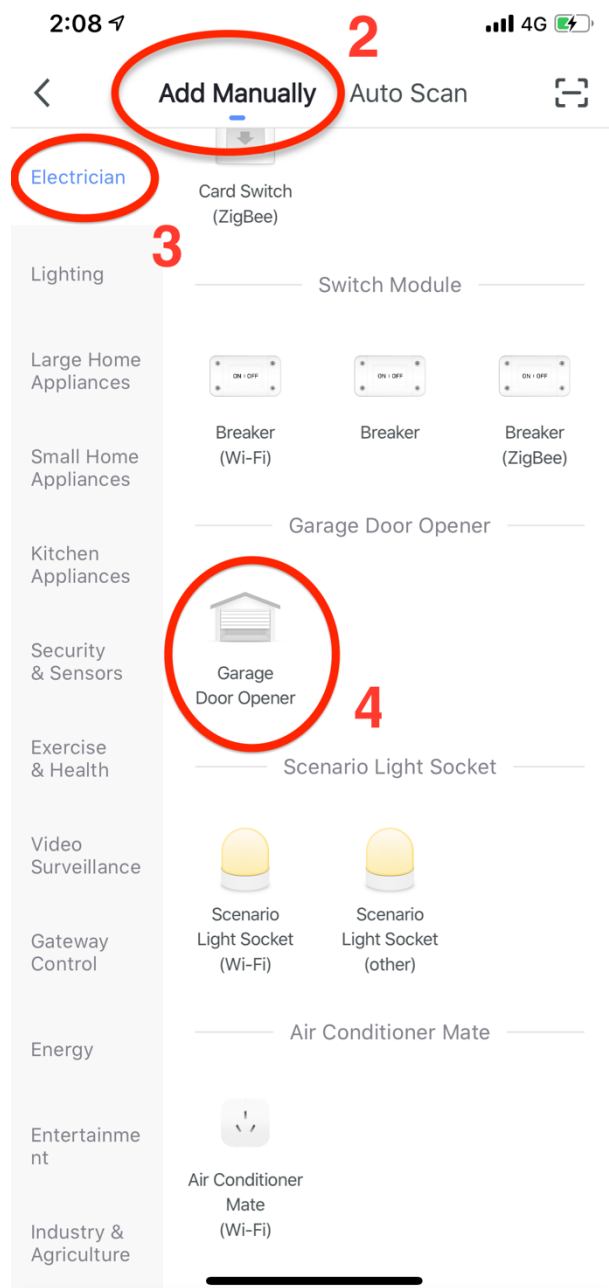 2:08
4G
2
Add Manually
Auto Scan
Electrician
3
Lighting
Large Home
Appliances
Small Home
Appliances
Kitchen
Appliances
Security
& Sensors
Exercise
& Health
Video
Surveillance
Gateway
Control
Energy
Entertainme
nt
Industry &
Agriculture
Card Switch
(ZigBee)
Switch Module
ON I OFF
ON I OFF
ON I OFF
Breaker
(Wi-Fi)
Breaker
Breaker
(ZigBee)
Garage Door Opener
Garage
Door Opener
4
Scenario Light Socket
Scenario
Light Socket
(Wi-Fi)
Scenario
Light Socket
(other)
Air Conditioner Mate
Air Conditioner
Mate
(Wi-Fi)